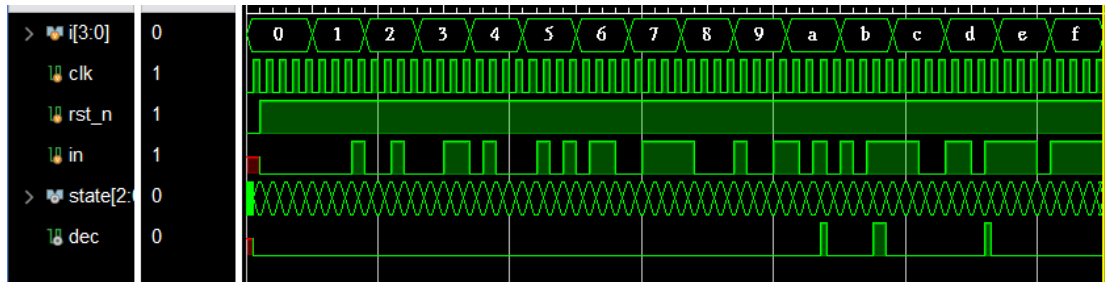 i[3:0] 0 0 1 2 3 4 5 6 7 8 9 a b c d e f
clk 1
rst_n 1
in 1
state[2: 0
dec 0